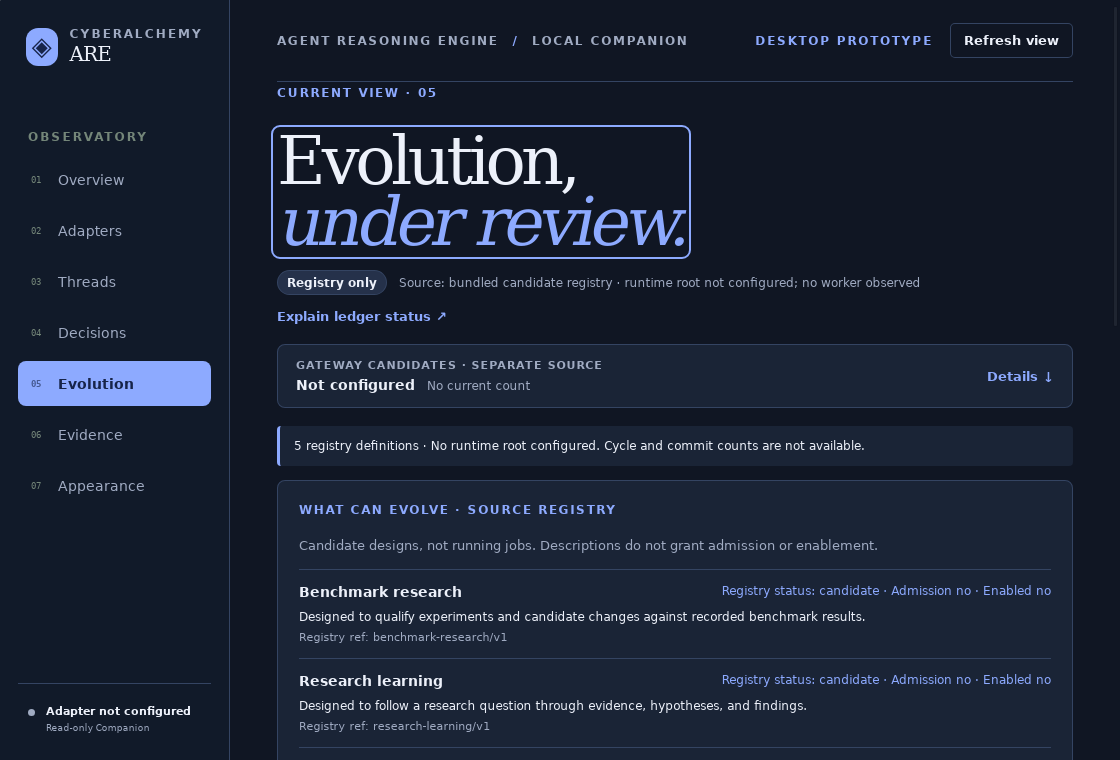 CYBERALCHEMY
ARE
OBSERVATORY
01 Overview
02 Adapters
03 Threads
04 Decisions
05 Evolution
06 Evidence
07 Appearance
Adapter not configured
Read-only Companion
AGENT REASONING ENGINE / LOCAL COMPANION
DESKTOP PROTOTYPE
Refresh view
CURRENT VIEW · 05
Evolution,
under review.
Registry only Source: bundled candidate registry · runtime root not configured; no worker observed
Explain ledger status ↗
GATEWAY CANDIDATES · SEPARATE SOURCE
Not configured No current count
Details ↓
5 registry definitions · No runtime root configured. Cycle and commit counts are not available.
WHAT CAN EVOLVE · SOURCE REGISTRY
Candidate designs, not running jobs. Descriptions do not grant admission or enablement.
Benchmark research Registry status: candidate · Admission no · Enabled no
Designed to qualify experiments and candidate changes against recorded benchmark results.
Registry ref: benchmark-research/v1
Research learning Registry status: candidate · Admission no · Enabled no
Designed to follow a research question through evidence, hypotheses, and findings.
Registry ref: research-learning/v1